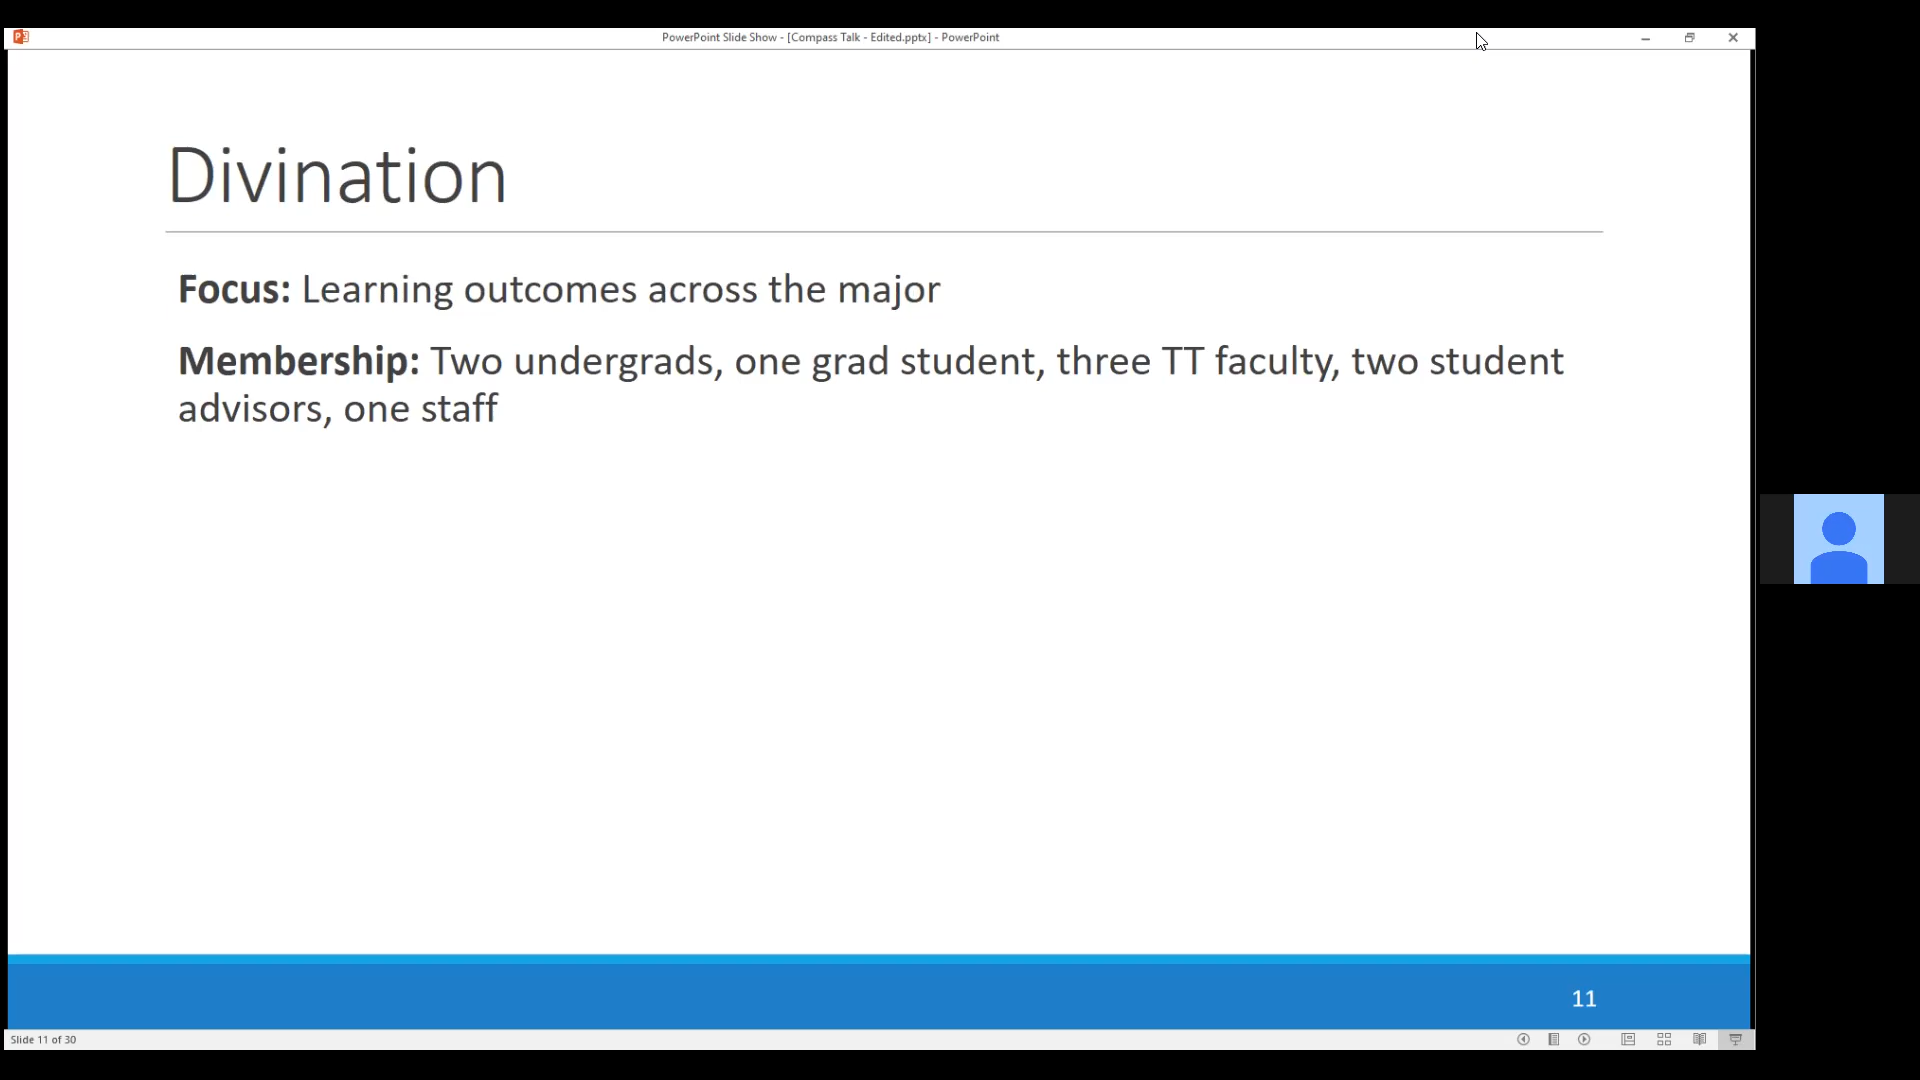 PowerPoint Slide Show - [Compass Talk - Edited.pptx] - PowerPoint
Divination
Focus: Learning outcomes across the major
Membership: Two undergrads, one grad student, three TT faculty, two student
advisors, one staff
11
Slide 11 of 30